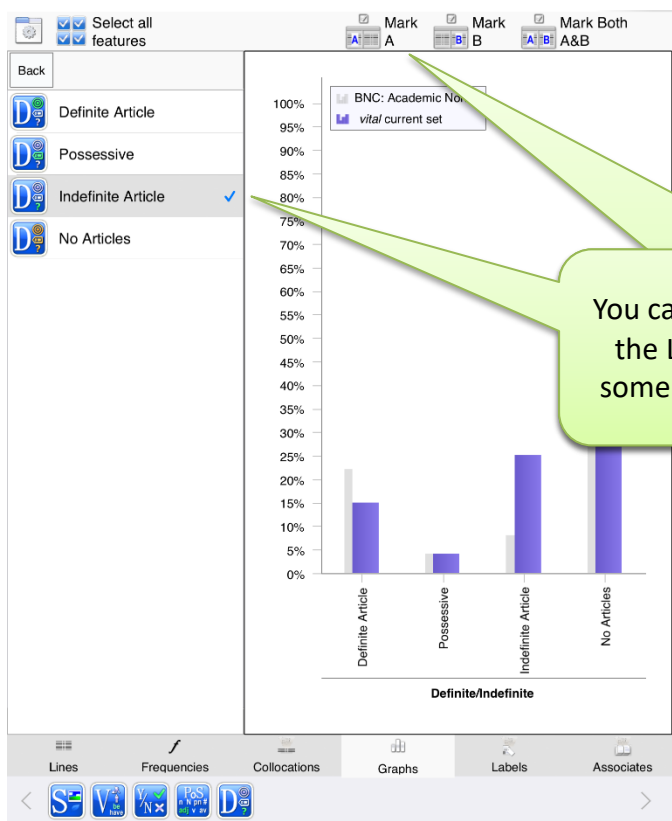 Select all
features
Mark
A
Mark
B
Mark Both
A&B
Back
Definite Article
Possessive
Indefinite Article
No Articles
BNC: Academic
vital current set
100%
95%
90%
85%
80%
75%
70%
65%
60%
55%
50%
45%
40%
35%
30%
25%
20%
15%
10%
5%
0%
You
the
some
Definite Article
Possessive
Indefinite Article
No Articles
Definite/Indefinite
Lines
Frequencies
Collocations
Graphs
Labels
Associates